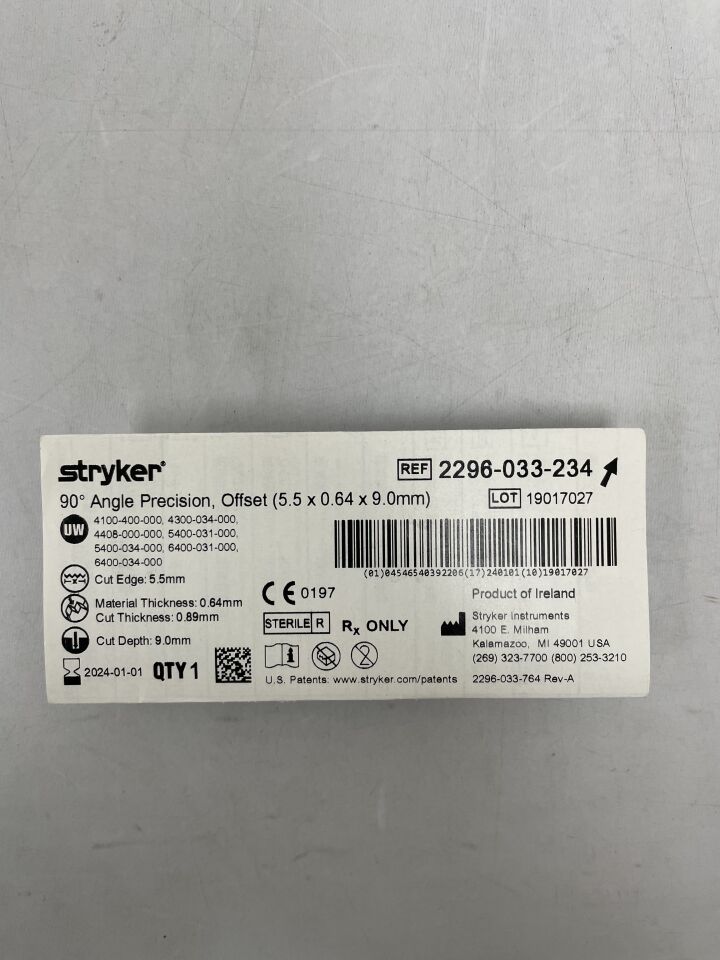 stryker®
REF 2296-033-234
90° Angle Precision, Offset (5.5 x 0.64 x 9.0mm)
LOT 19017027
UW
4100-400-000, 4300-034-000,
4408-000-000, 5400-031-000,
5400-034-000, 6400-031-000,
6400-034-000
(01)04546540392206(17)240101(10)19017027
Cut Edge: 5.5mm
Material Thickness: 0.64mm
Cut Thickness: 0.89mm
Cut Depth: 9.0mm
2024-01-01 QTY 1
CE 0197
STERILE R Rx ONLY
i
2
U.S. Patents: www.stryker.com/patents
Product of Ireland
Stryker Instruments
4100 E. Milham
Kalamazoo, MI 49001 USA
(269) 323-7700 (800) 253-3210
2296-033-764 Rev-A